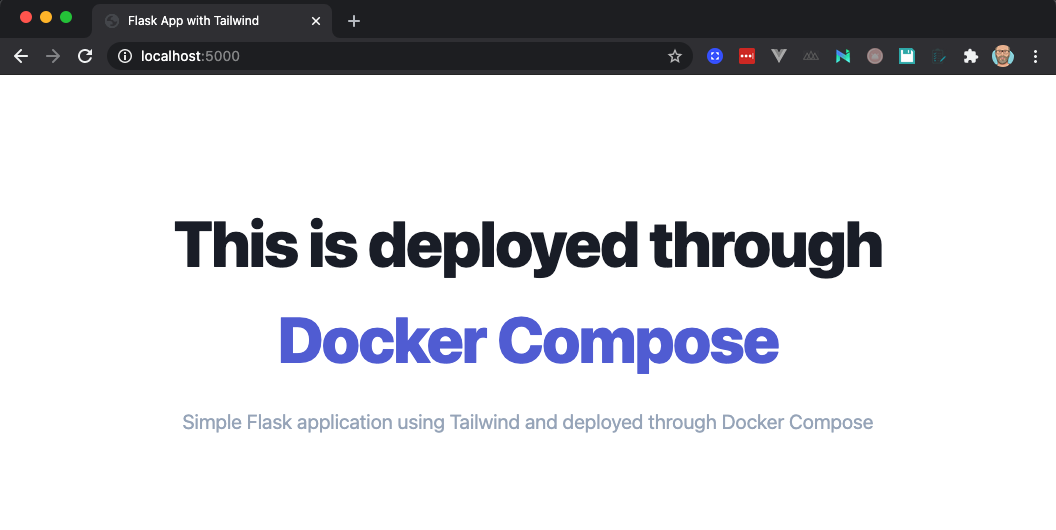 Flask App with Tailwind
localhost:5000
This is deployed through
Docker Compose
Simple Flask application using Tailwind and deployed through Docker Compose